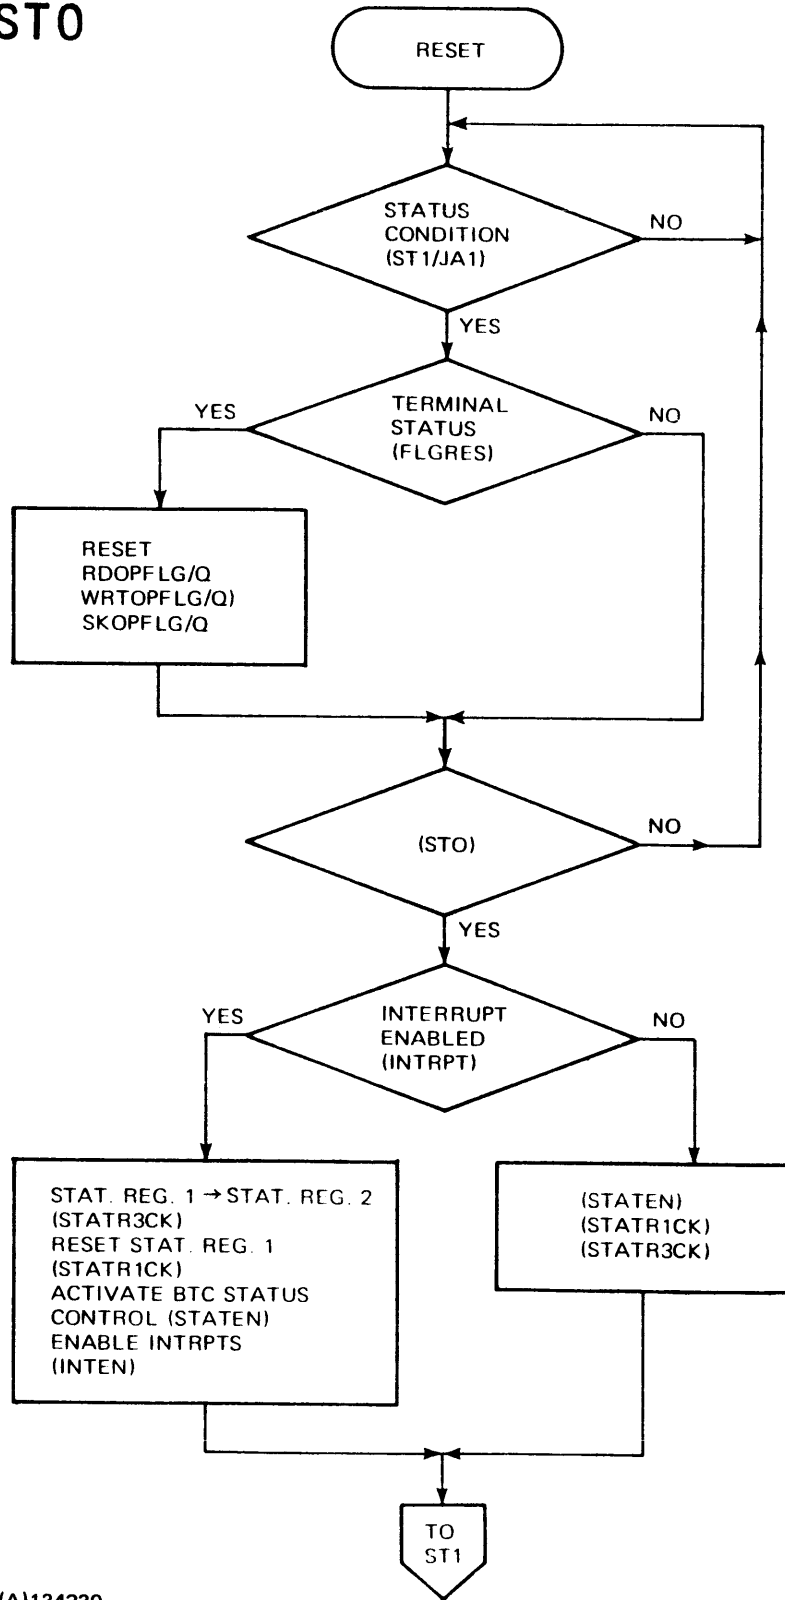 ST0
RESET
STATUS
CONDITION
(ST1/JA1)
NO
YES
TERMINAL
STATUS
(FLGRES)
YES
NO
RESET
RDOPFLG/Q
WRTOPFLG/Q)
SKOPFLG/Q
(STO)
NO
YES
INTERRUPT
ENABLED
(INTRPT)
YES
NO
STAT. REG. 1 → STAT. REG. 2
(STATR3CK)
RESET STAT. REG. 1
(STATR1CK)
ACTIVATE BTC STATUS
CONTROL (STATEN)
ENABLE INTRPTS
(INTEN)
(STATEN)
(STATR1CK)
(STATR3CK)
TO
ST1